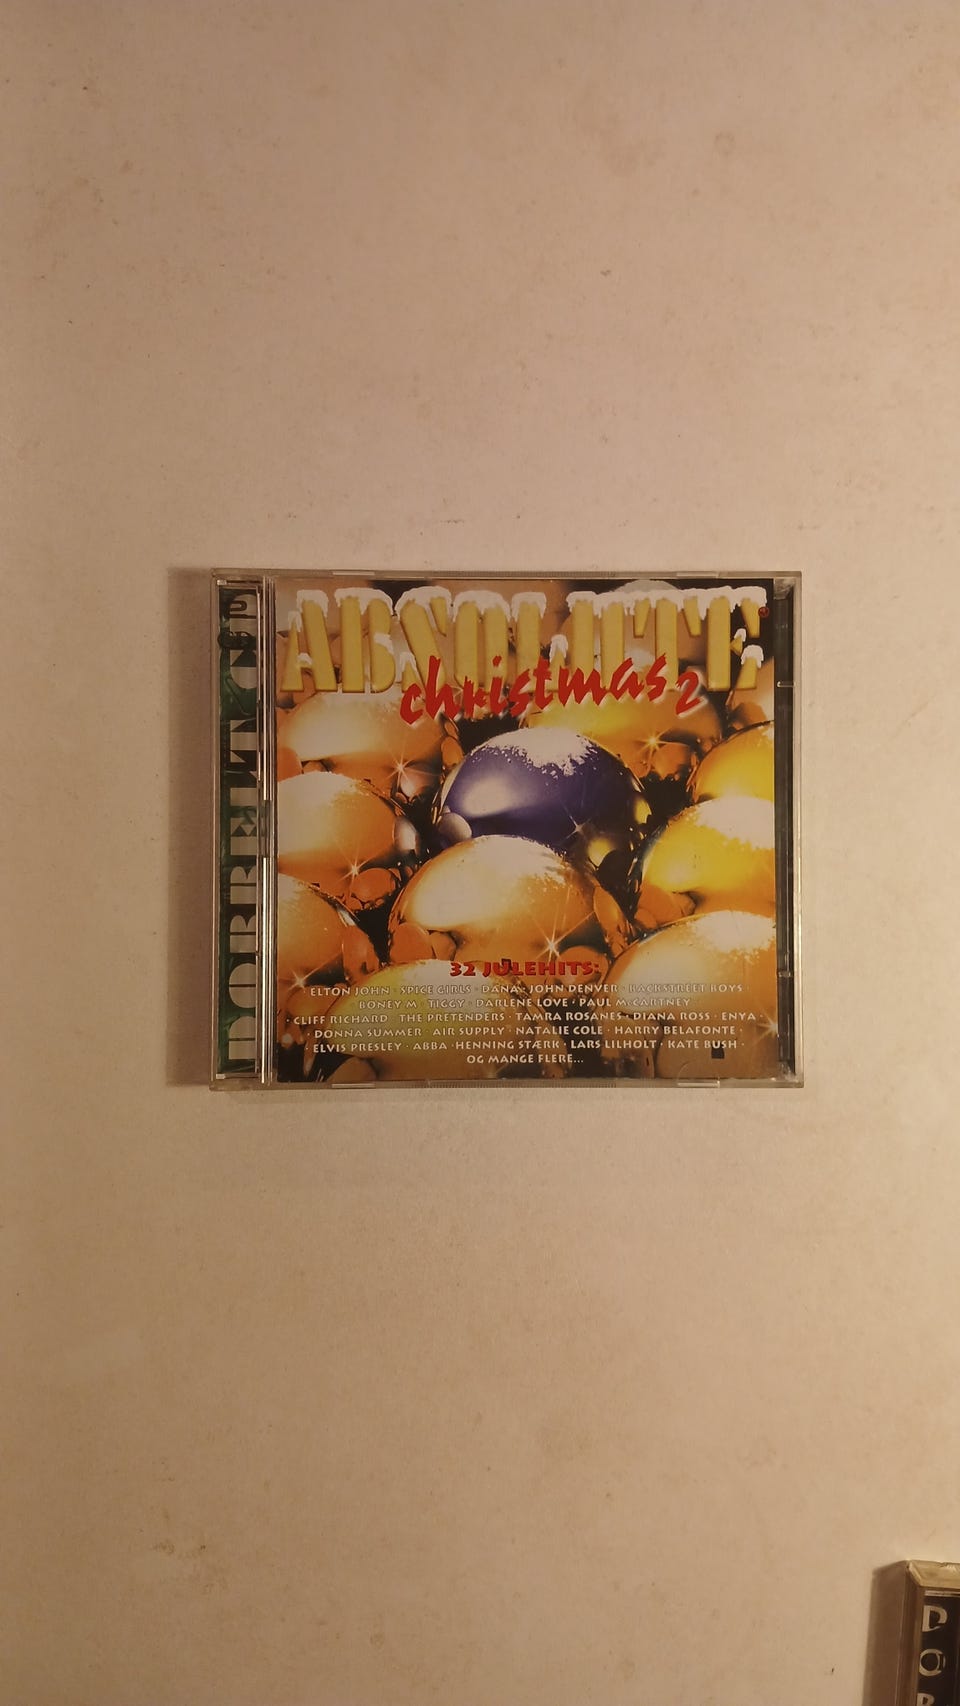 ABSOLUTE
christmas 2
DOBBELT CD
32 JULEHITS:
· ELTON JOHN · SPICE GIRLS · DANA · JOHN DENVER · BACKSTREET BOYS ·
BONEY M · TIGGY · DARLENE LOVE · PAUL McCARTNEY
· CLIFF RICHARD · THE PRETENDERS · TAMRA ROSANES · DIANA ROSS · ENYA ·
· DONNA SUMMER · AIR SUPPLY · NATALIE COLE · HARRY BELAFONTE ·
· ELVIS PRESLEY · ABBA · HENNING STÆRK · LARS LILHOLT · KATE BUSH ·
OG MANGE FLERE...